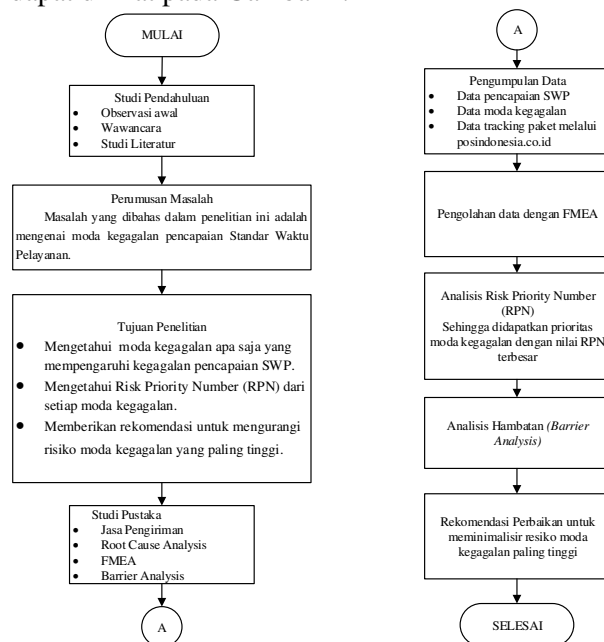 MULAI
Studi Pendahuluan
• Observasi awal
• Wawancara
• Studi Literatur
Perumusan Masalah
Masalah yang dibahas dalam penelitian ini adalah
mengenai moda kegagalan pencapaian Standar Waktu
Pelayanan.
Tujuan Penelitian
• Mengetahui moda kegagalan apa saja yang
mempengaruhi kegagalan pencapaian SWP.
• Mengetahui Risk Priority Number (RPN) dari
setiap moda kegagalan.
• Memberikan rekomendasi untuk mengurangi
risiko moda kegagalan yang paling tinggi.
Studi Pustaka
• Jasa Pengiriman
• Root Cause Analysis
• FMEA
• Barrier Analysis
A
A
Pengumpulan Data
• Data pencapaian SWP
• Data moda kegagalan
• Data tracking paket melalui
posindonesia.co.id
Pengolahan data dengan FMEA
Analisis Risk Priority Number
(RPN)
Sehingga didapatkan prioritas
moda kegagalan dengan nilai RPN
terbesar
Analisis Hambatan (Barrier
Analysis)
Rekomendasi Perbaikan untuk
meminimalisir resiko moda
kegagalan paling tinggi
SELESAI